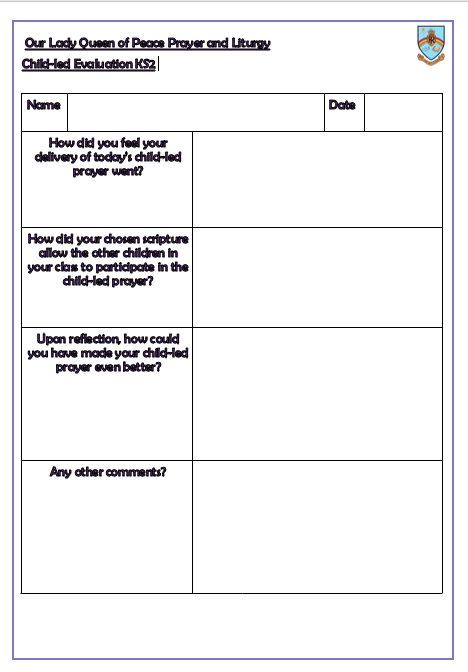 Our Lady Queen of Peace Prayer and Liturgy
Child-led Evaluation KS2
Name
Date
How did you feel your
delivery of today's child-led
prayer went?
How did your chosen scripture
allow the other children in
your class to participate in the
child-led prayer?
Upon reflection, how could
you have made your child-led
prayer even better?
Any other comments?